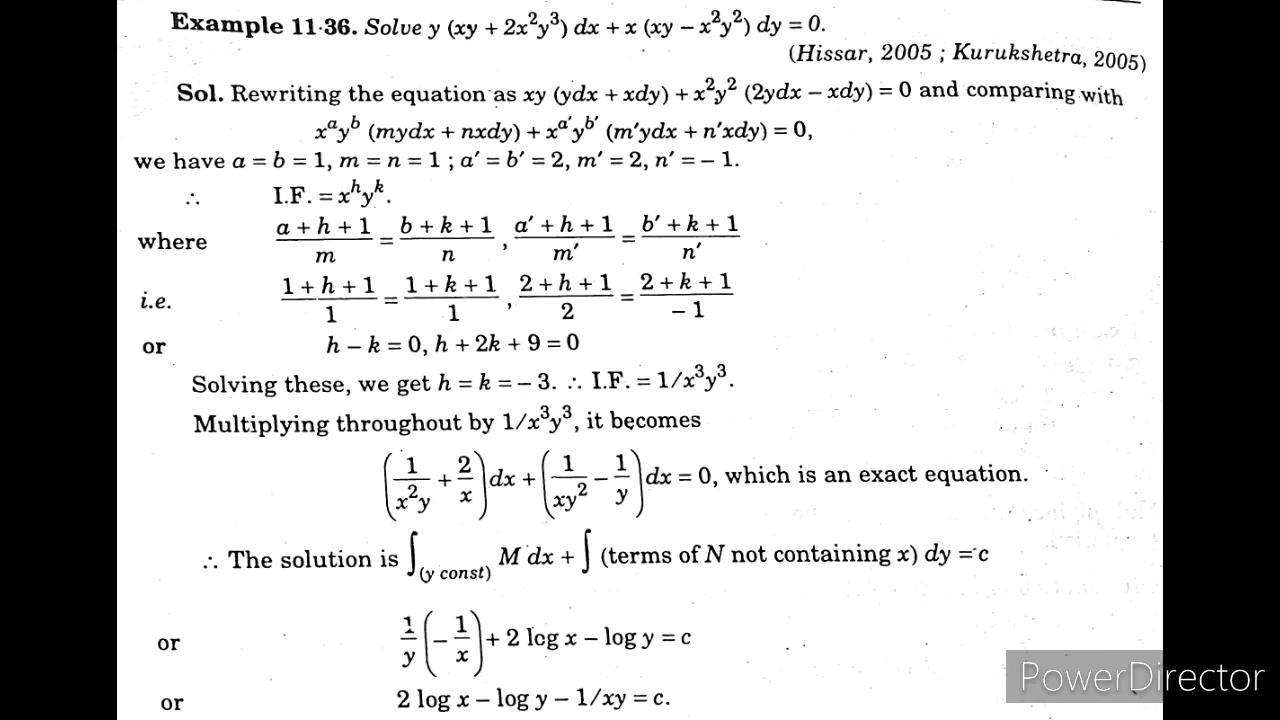 Example 11·36. Solve y (xy + 2x²y³) dx + x (xy – x²y²) dy = 0.
(Hissar, 2005 ; Kurukshetra, 2005)
Sol. Rewriting the equation as xy (ydx + xdy) + x²y² (2ydx – xdy) = 0 and comparing with
xᵃyᵇ (mydx + nxdy) + xᵃ′yᵇ′ (m′ydx + n′xdy) = 0,
we have a = b = 1, m = n = 1 ; a′ = b′ = 2, m′ = 2, n′ = – 1.
∴ I.F. = xʰyᵏ.
where (a + h + 1)/m = (b + k + 1)/n , (a′ + h + 1)/m′ = (b′ + k + 1)/n′
i.e. (1 + h + 1)/1 = (1 + k + 1)/1 , (2 + h + 1)/2 = (2 + k + 1)/– 1
or h – k = 0, h + 2k + 9 = 0
Solving these, we get h = k = – 3. ∴ I.F. = 1/x³y³.
Multiplying throughout by 1/x³y³, it becomes
(1/x²y + 2/x) dx + (1/xy² – 1/y) dx = 0, which is an exact equation.
∴ The solution is ∫(y const) M dx + ∫ (terms of N not containing x) dy = c
or 1/y (– 1/x) + 2 log x – log y = c
or 2 log x – log y – 1/xy = c.
PowerDirector